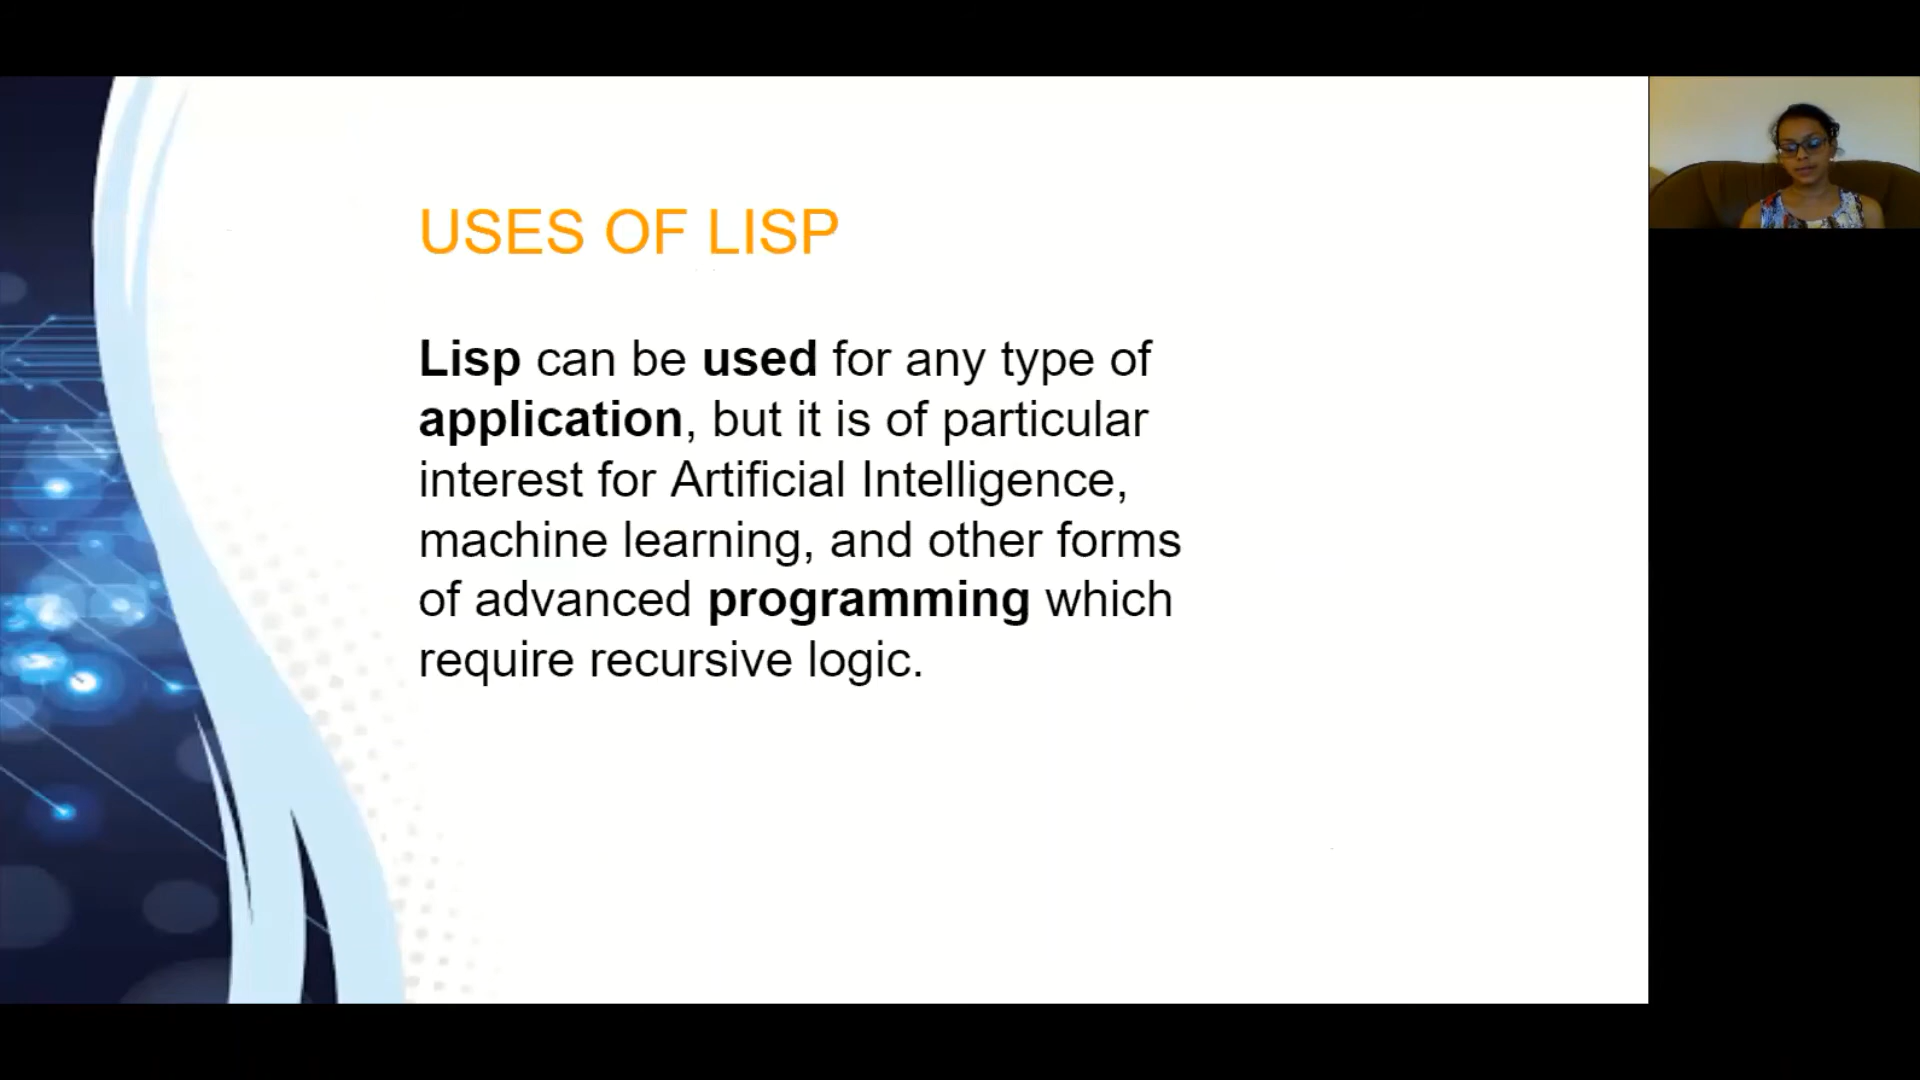 USES OF LISP
Lisp can be used for any type of
application, but it is of particular
interest for Artificial Intelligence,
machine learning, and other forms
of advanced programming which
require recursive logic.